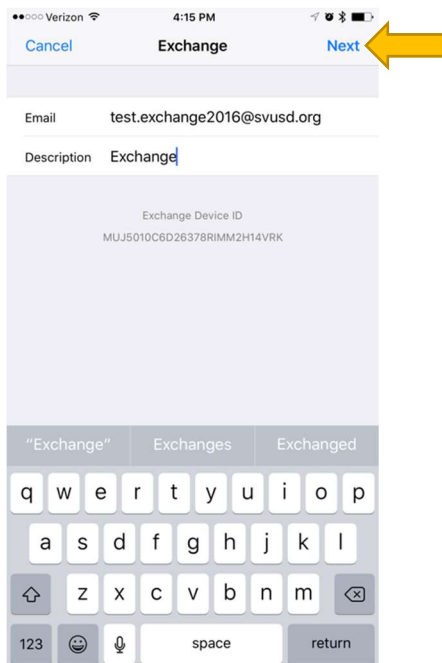 Verizon 4:15 PM
Cancel Exchange Next
Email test.exchange2016@svusd.org
Description Exchange
Exchange Device ID
MUJ5010C6D26378RIMM2H14VRK
"Exchange" Exchanges Exchanged
q w e r t y u i o p
a s d f g h j k l
z x c v b n m
123 space return